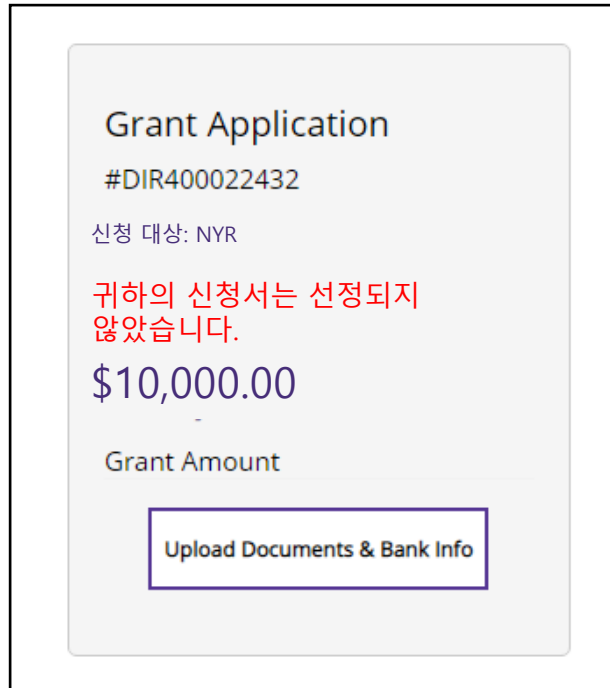 Grant Application
#DIR400022432
신청 대상: NYR
귀하의 신청서는 선정되지
않았습니다.
$10,000.00
-
Grant Amount
Upload Documents & Bank Info